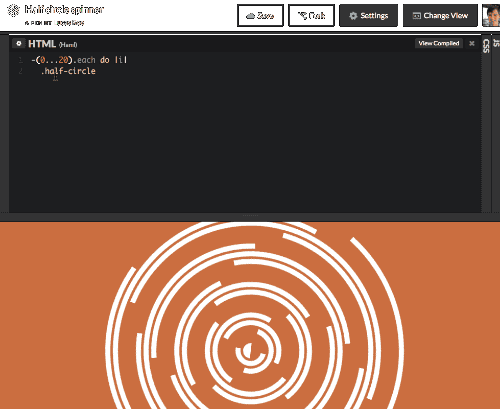 Half circle spinner
A PEN BY
Save
Fork
Settings
Change View
HTML (Haml)
View Compiled
CSS
JS
1 -(0...20).each do |i|
2 .half-circle